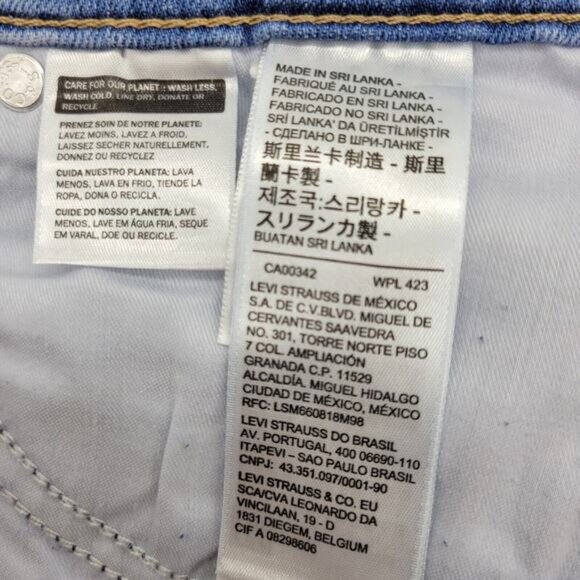 CARE FOR OUR PLANET: WASH LESS,
WASH COLD, LINE DRY, DONATE OR
RECYCLE
PRENEZ SOIN DE NOTRE PLANETE:
LAVEZ MOINS, LAVEZ A FROID,
LAISSEZ SECHER NATURELLEMENT,
DONNEZ OU RECYCLEZ
CUIDA NUESTRO PLANETA: LAVA
MENOS, LAVA EN FRIO, TIENDE LA
ROPA, DONA O RECICLA.
CUIDE DO NOSSO PLANETA: LAVE
MENOS, LAVE EM ÁGUA FRIA, SEQUE
EM VARAL, DOE OU RECICLE.
MADE IN SRI LANKA -
FABRIQUÉ AU SRI LANKA -
FABRICADO EN SRI LANKA -
FABRICADO NO SRI LANKA -
SRİ LANKA' DA ÜRETİLMİŞTİR
- СДЕЛАНО В ШРИ-ЛАНКЕ -
斯里兰卡制造 - 斯里
蘭卡製 -
제조국:스리랑카 -
スリランカ製 -
BUATAN SRI LANKA
CA00342 WPL 423
LEVI STRAUSS DE MÉXICO
S.A. DE C.V.BLVD. MIGUEL DE
CERVANTES SAAVEDRA
NO. 301, TORRE NORTE PISO
7 COL. AMPLIACIÓN
GRANADA C.P. 11529
ALCALDÍA. MIGUEL HIDALGO
CIUDAD DE MÉXICO, MÉXICO
RFC: LSM660818M98
LEVI STRAUSS DO BRASIL
AV. PORTUGAL, 400 06690-110
ITAPEVI – SAO PAULO BRASIL
CNPJ: 43.351.097/0001-90
LEVI STRAUSS & CO. EU
SCA/CVA LEONARDO DA
VINCILAAN, 19 - D
1831 DIEGEM, BELGIUM
CIF A 08298606